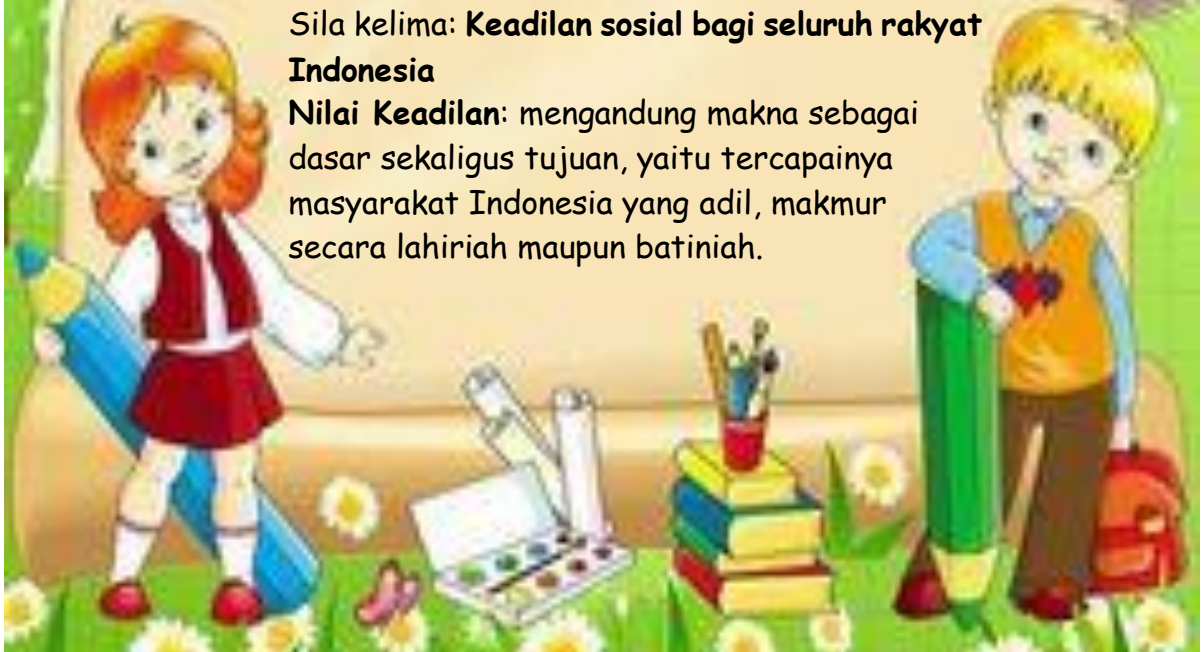 Sila kelima: Keadilan sosial bagi seluruh rakyat
Indonesia
Nilai Keadilan: mengandung makna sebagai
dasar sekaligus tujuan, yaitu tercapainya
masyarakat Indonesia yang adil, makmur
secara lahiriah maupun batiniah.